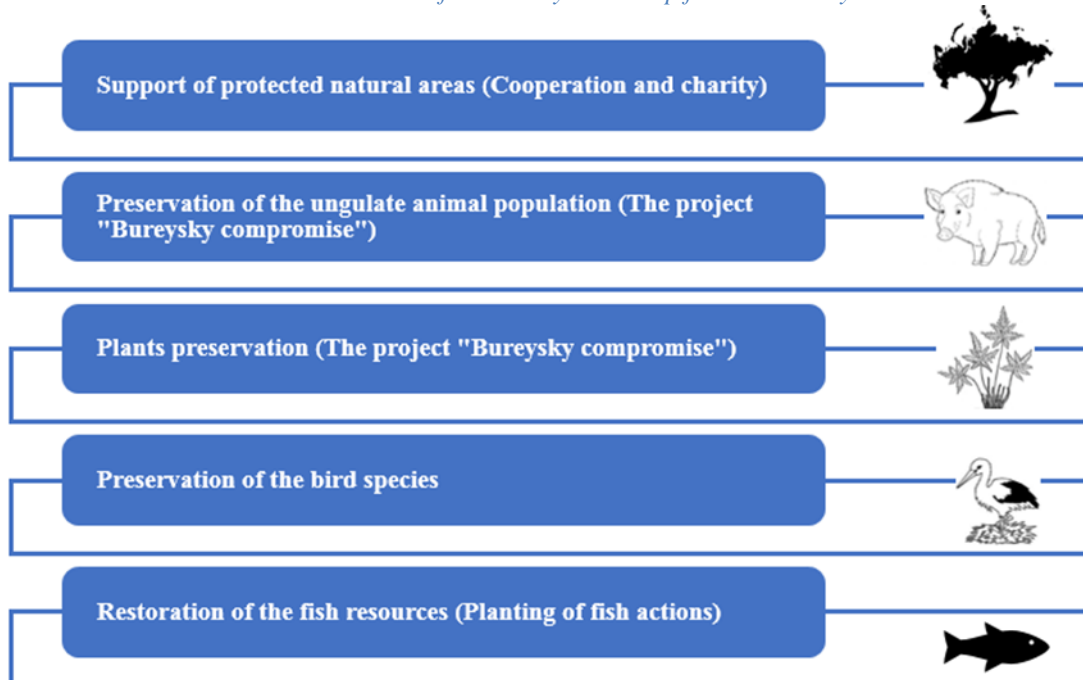 Support of protected natural areas (Cooperation and charity)
Preservation of the ungulate animal population (The project
"Bureysky compromise")
Plants preservation (The project "Bureysky compromise")
Preservation of the bird species
Restoration of the fish resources (Planting of fish actions)